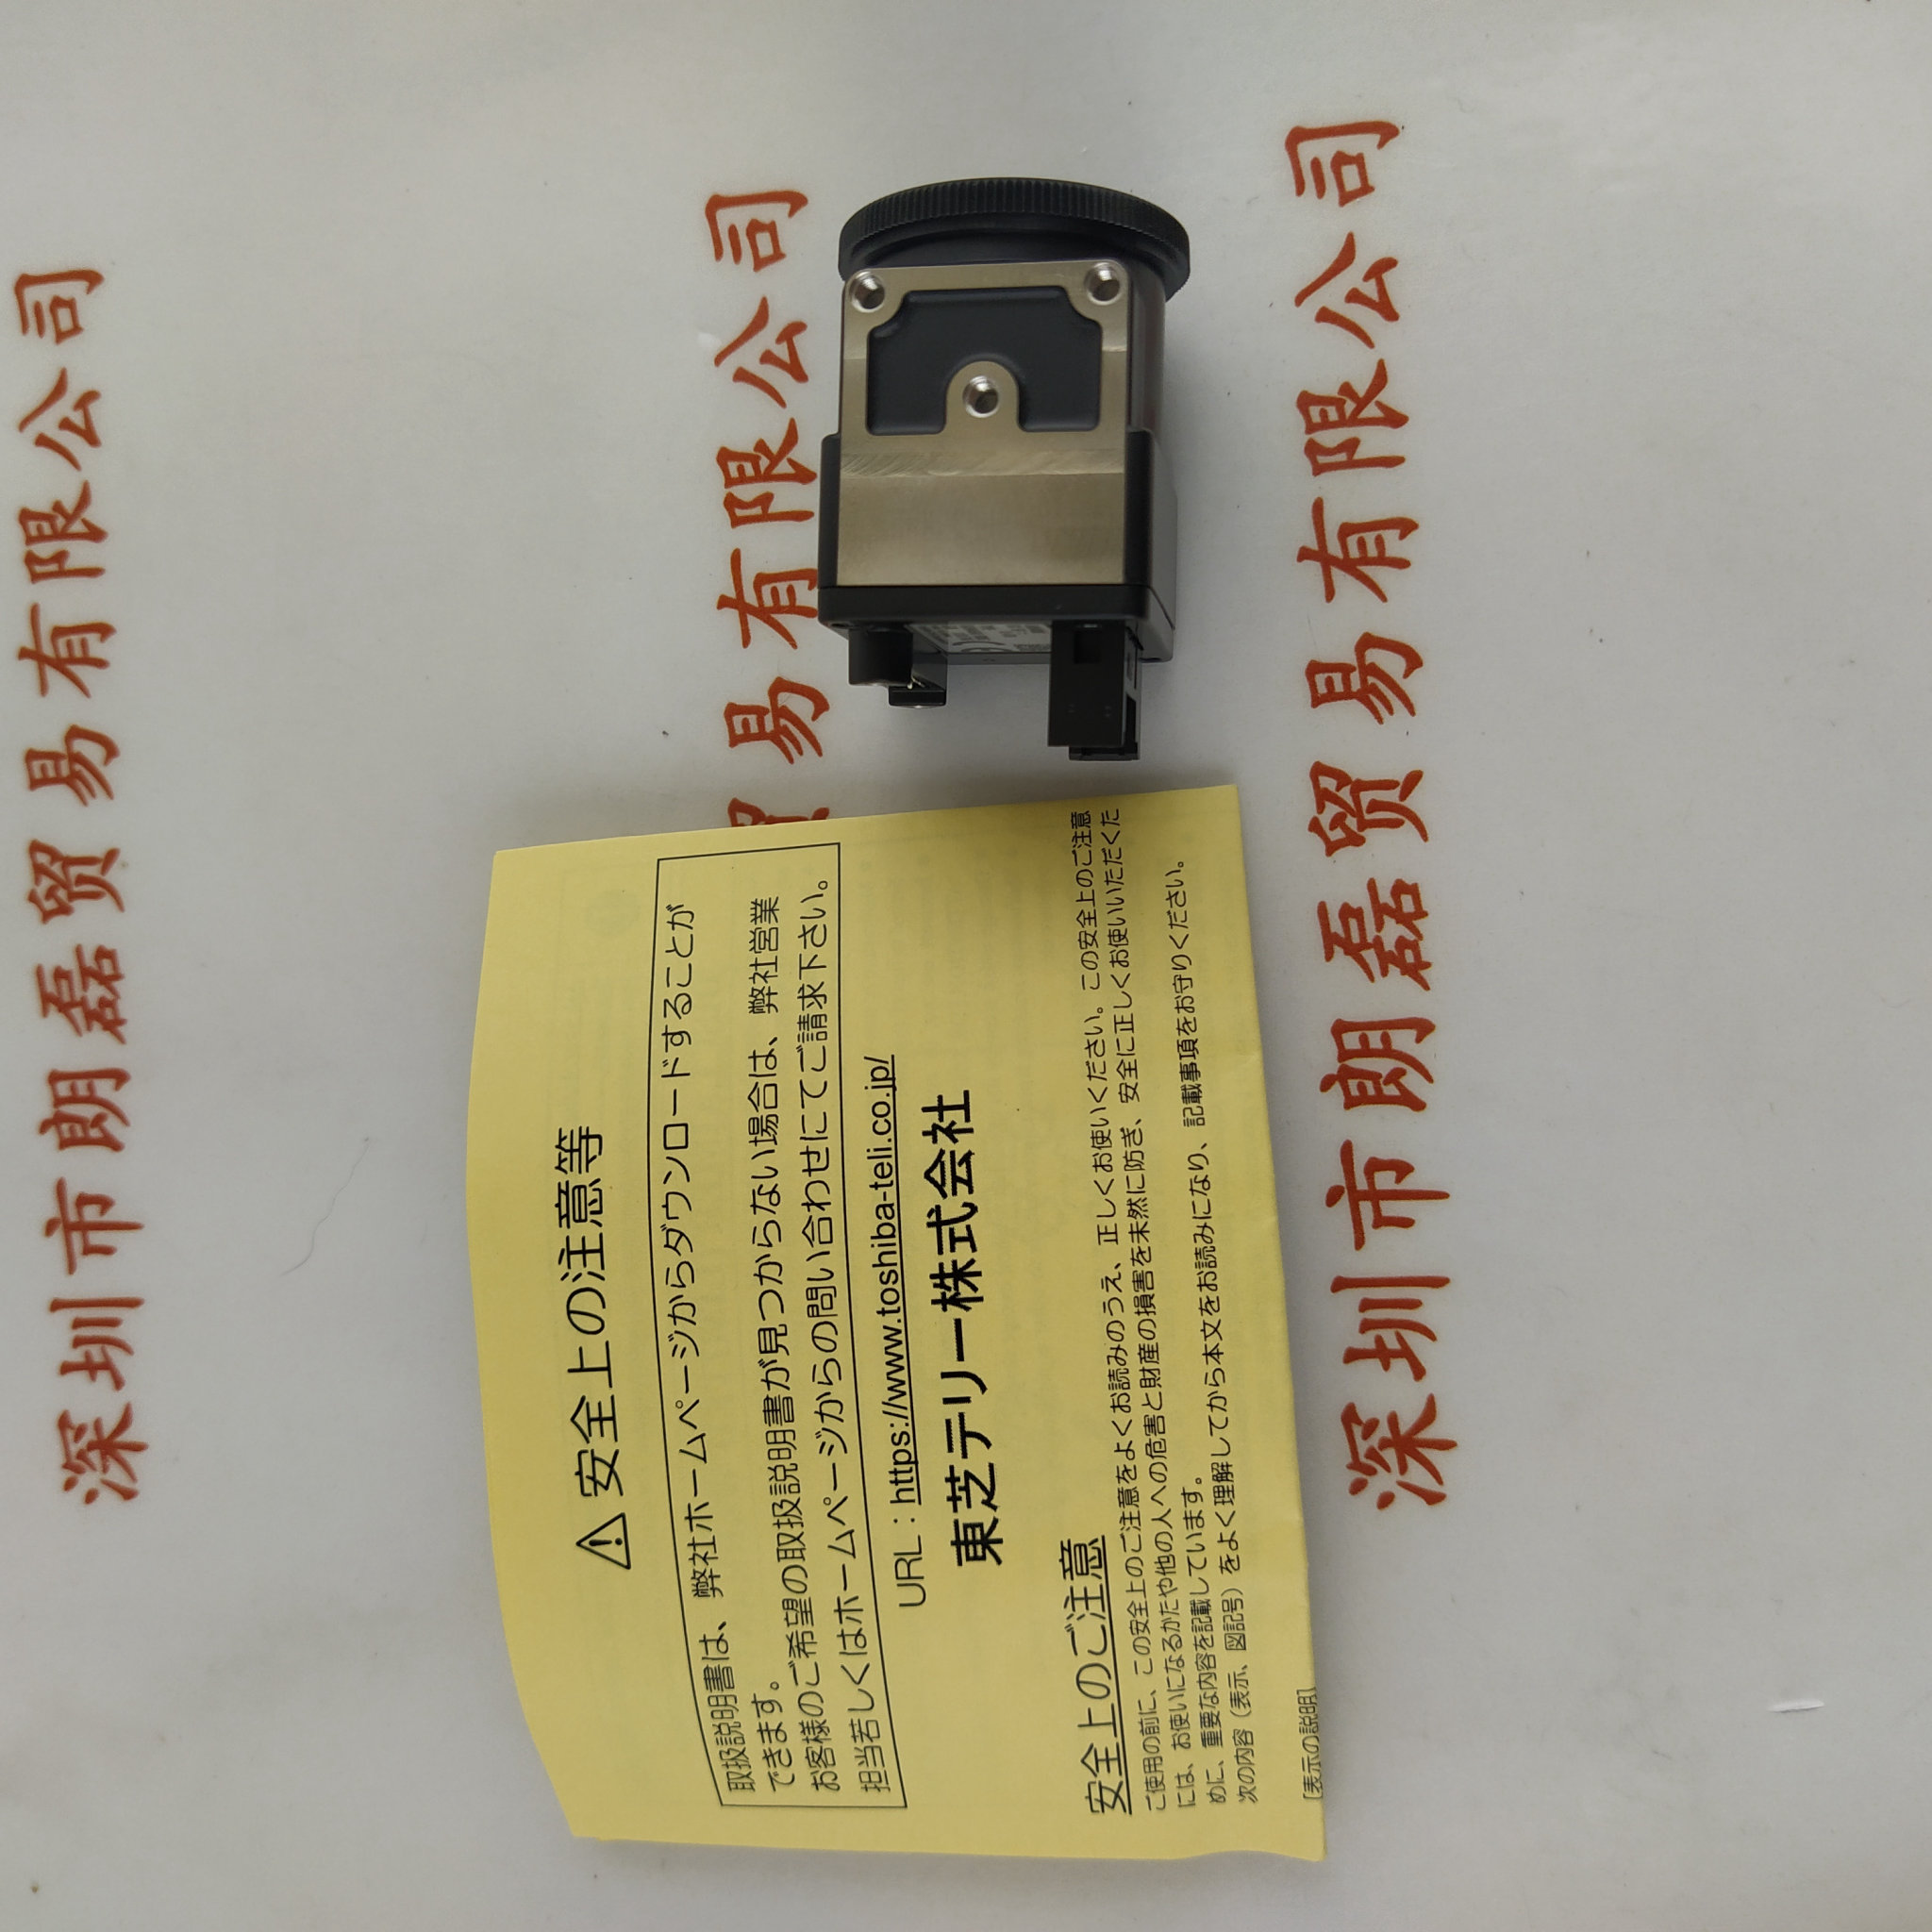 深圳市朗磊贸易有限公司
贸易有限公司
深圳市朗磊贸易有限公司
⚠安全上の注意等
取扱説明書は、弊社ホームページからダウンロードすることが
できます。
お客様のご希望の取扱説明書が見つからない場合は、弊社営業
担当若しくはホームページからの問い合わせにてご請求下さい。
URL：https://www.toshiba-teli.co.jp/
東芝テリー株式会社
安全上のご注意
ご使用の前に、この安全上のご注意をよくお読みのうえ、正しくお使いください。この安全上のご注意
には、お使いになるかたや他の人への危害と財産の損害を未然に防ぎ、安全に正しくお使いいただくた
めに、重要な内容を記載しています。
次の内容（表示、図記号）をよく理解してから本文をお読みになり、記載事項をお守りください。
[表示の説明]